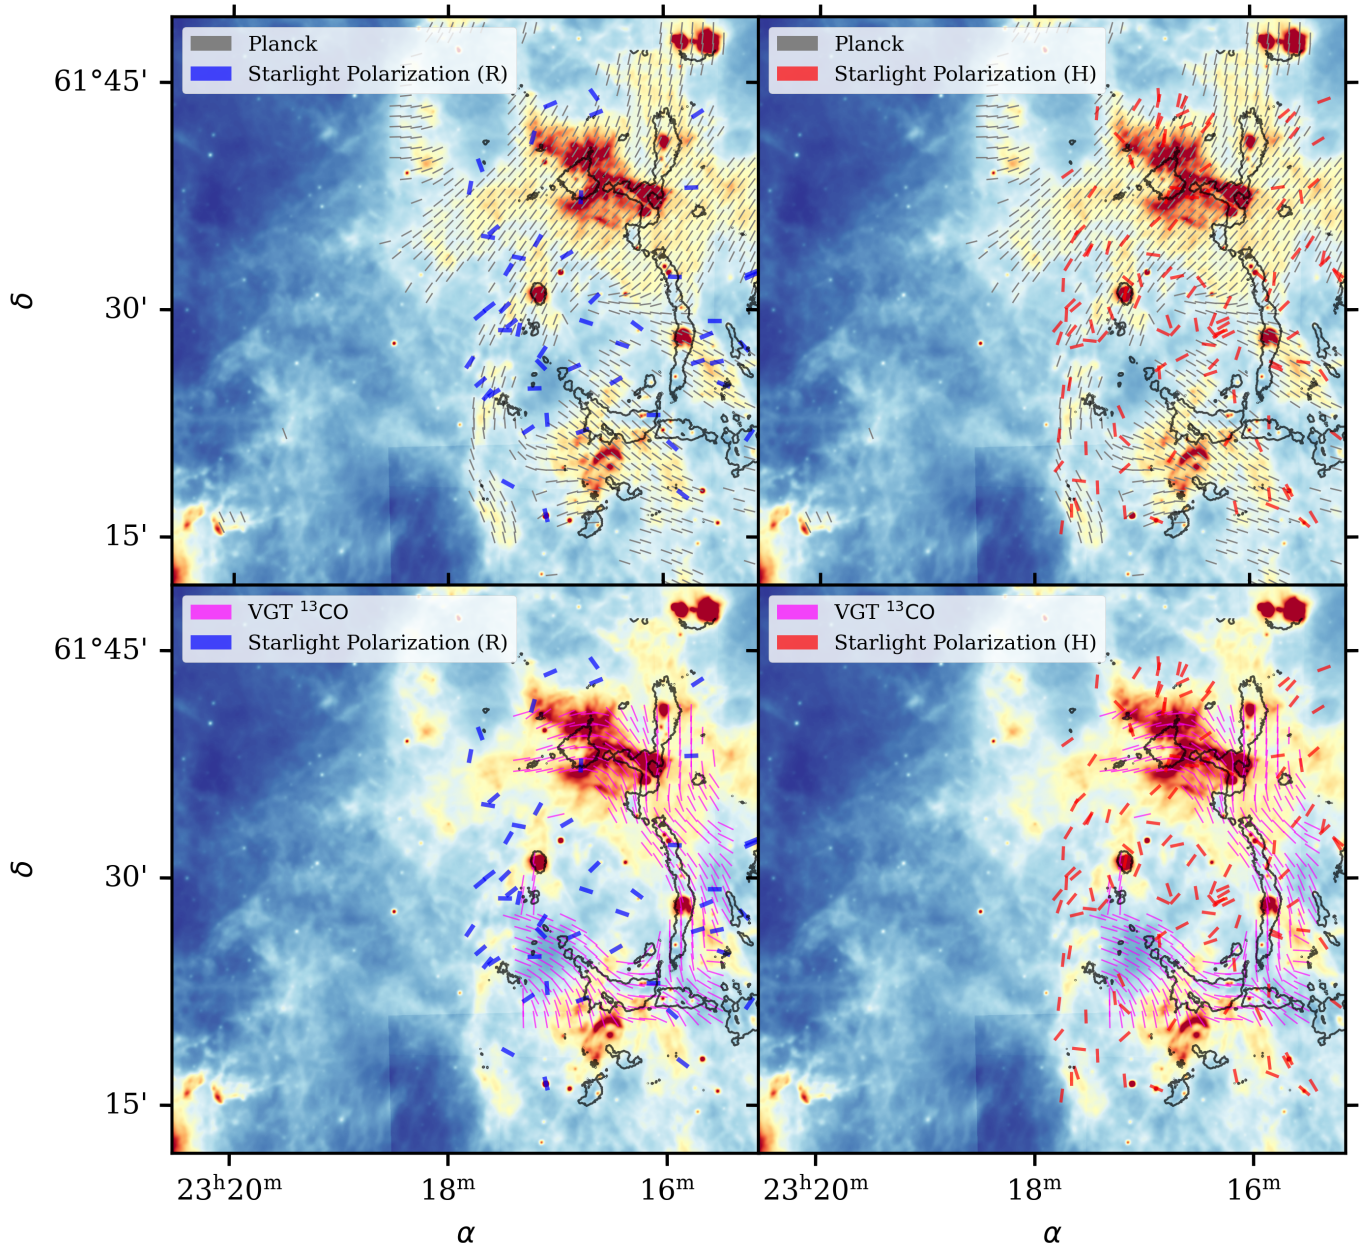 Planck
Starlight Polarization (R)
Planck
Starlight Polarization (H)
61°45'
30'
15'
δ
VGT ¹³CO
Starlight Polarization (R)
VGT ¹³CO
Starlight Polarization (H)
61°45'
30'
15'
δ
23ʰ20ᵐ 18ᵐ 16ᵐ 23ʰ20ᵐ 18ᵐ 16ᵐ
α α